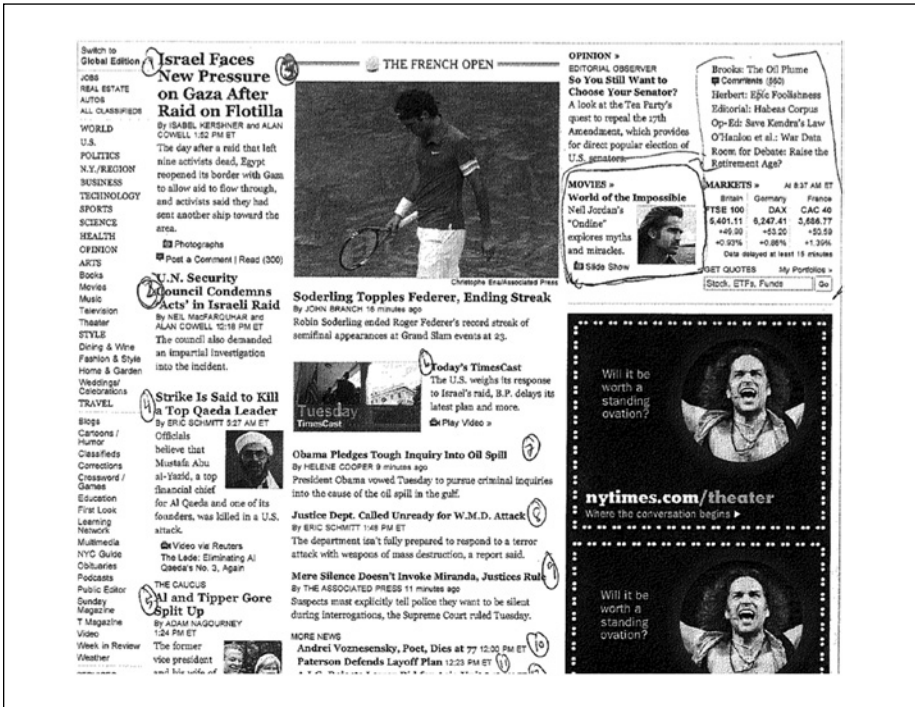 Switch to
Global Edition
JOBS
REAL ESTATE
AUTOS
ALL CLASSIFIEDS
WORLD
U.S.
POLITICS
N.Y./REGION
BUSINESS
TECHNOLOGY
SPORTS
SCIENCE
HEALTH
OPINION
ARTS
Books
Movies
Music
Television
Theater
STYLE
Dining & Wine
Fashion & Style
Home & Garden
Weddings/
Celebrations
TRAVEL
Blogs
Cartoons /
Humor
Classifieds
Corrections
Crossword /
Games
Education
First Look
Learning
Network
Multimedia
NYC Guide
Obituaries
Podcasts
Public Editor
Sunday
Magazine
T Magazine
Video
Week in Review
Weather
1
Israel Faces
New Pressure
on Gaza After
Raid on Flotilla
By ISABEL KERSHNER and ALAN
COWELL 1:52 PM ET
The day after a raid that left
nine activists dead, Egypt
reopened its border with Gaza
to allow aid to flow through,
and activists said they had
sent another ship toward the
area.
Photographs
Post a Comment | Read (300)
2
U.N. Security
Council Condemns
'Acts' in Israeli Raid
By NEIL MacFARQUHAR and
ALAN COWELL 12:18 PM ET
The council also demanded
an impartial investigation
into the incident.
4
Strike Is Said to Kill
a Top Qaeda Leader
By ERIC SCHMITT 5:27 AM ET
Officials
believe that
Mustafa Abu
al-Yazid, a top
financial chief
for Al Qaeda and one of its
founders, was killed in a U.S.
attack.
Video via Reuters
The Lede: Eliminating Al
Qaeda's No. 3, Again
5
THE CAUCUS
Al and Tipper Gore
Split Up
By ADAM NAGOURNEY
1:24 PM ET
The former
vice president
and his wife of
THE FRENCH OPEN
Christophe Ena/Associated Press
Soderling Topples Federer, Ending Streak
By JOHN BRANCH 16 minutes ago
Robin Soderling ended Roger Federer's record streak of
semifinal appearances at Grand Slam events at 23.
Tuesday
TimesCast
6
Today's TimesCast
The U.S. weighs its response
to Israel's raid, B.P. delays its
latest plan and more.
Play Video »
7
Obama Pledges Tough Inquiry Into Oil Spill
By HELENE COOPER 9 minutes ago
President Obama vowed Tuesday to pursue criminal inquiries
into the cause of the oil spill in the gulf.
Justice Dept. Called Unready for W.M.D. Attack 8
By ERIC SCHMITT 1:48 PM ET
The department isn't fully prepared to respond to a terror
attack with weapons of mass destruction, a report said.
Mere Silence Doesn't Invoke Miranda, Justices Rule 9
By THE ASSOCIATED PRESS 11 minutes ago
Suspects must explicitly tell police they want to be silent
during interrogations, the Supreme Court ruled Tuesday.
MORE NEWS
Andrei Voznesensky, Poet, Dies at 77 12:00 PM ET 10
Paterson Defends Layoff Plan 12:23 PM ET 11
OPINION »
EDITORIAL OBSERVER
So You Still Want to
Choose Your Senator?
A look at the Tea Party's
quest to repeal the 17th
Amendment, which provides
for direct popular election of
U.S. senators.
Brooks: The Oil Plume
Comments (560)
Herbert: Epic Foolishness
Editorial: Habeas Corpus
Op-Ed: Save Kendra's Law
O'Hanlon et al.: War Data
Room for Debate: Raise the
Retirement Age?
MOVIES »
World of the Impossible
Neil Jordan's
"Ondine"
explores myths
and miracles.
Slide Show
MARKETS » At 8:37 AM ET
Britain Germany France
FTSE 100 DAX CAC 40
+0.93% +0.86% +1.39%
Data delayed at least 15 minutes
GET QUOTES My Portfolios »
Stock, ETFs, Funds Go
Will it be
worth a
standing
ovation?
nytimes.com/theater
Where the conversation begins ▶
Will it be
worth a
standing
ovation?